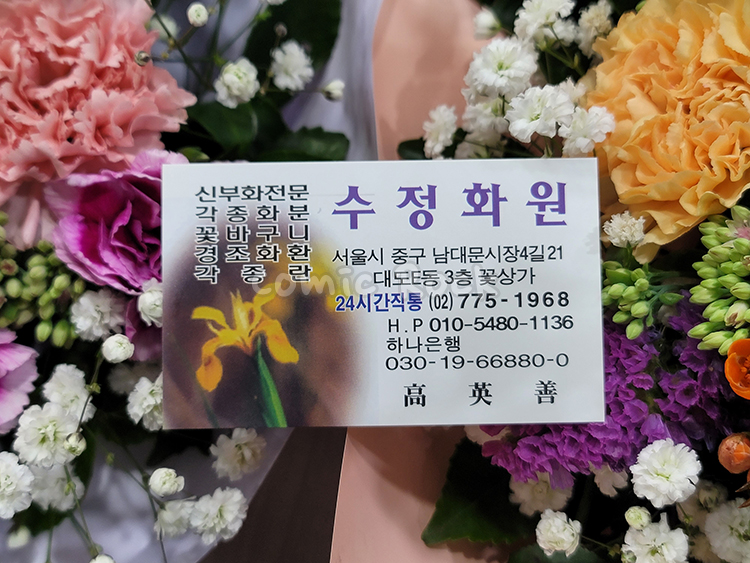 신부화전문
각종화분
꽃바구니
경조화환
각종란
수정화원
서울시 중구 남대문시장4길 21
대도마동 3층 꽃상가
24시간직통 (02) 775-1968
H.P 010-5480-1136
하나은행
030-19-66880-0
高英善